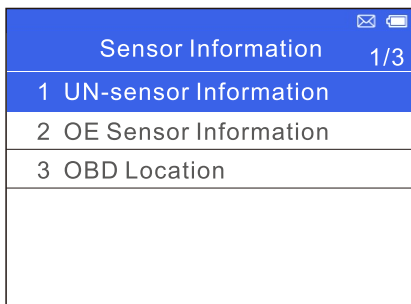 Sensor Information
1/3
1 UN-sensor Information
2 OE Sensor Information
3 OBD Location